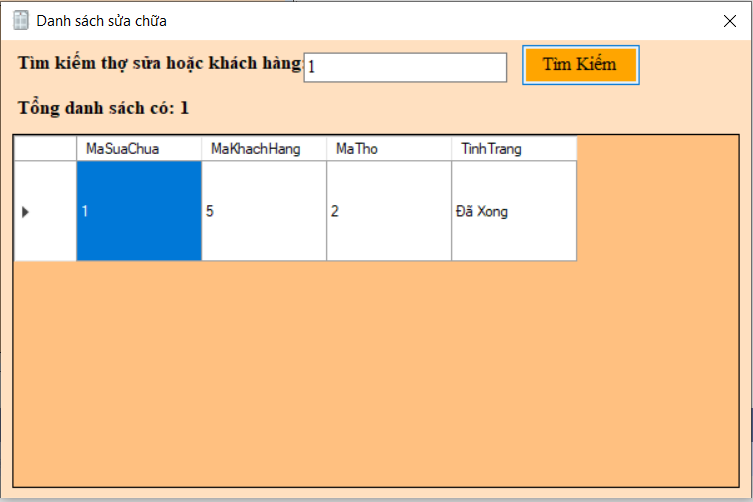 Danh sách sửa chữa
Tìm kiếm thợ sửa hoặc khách hàng: 1 Tìm Kiếm
Tổng danh sách có: 1
MaSuaChua MaKhachHang MaTho TinhTrang
1 5 2 Đã Xong